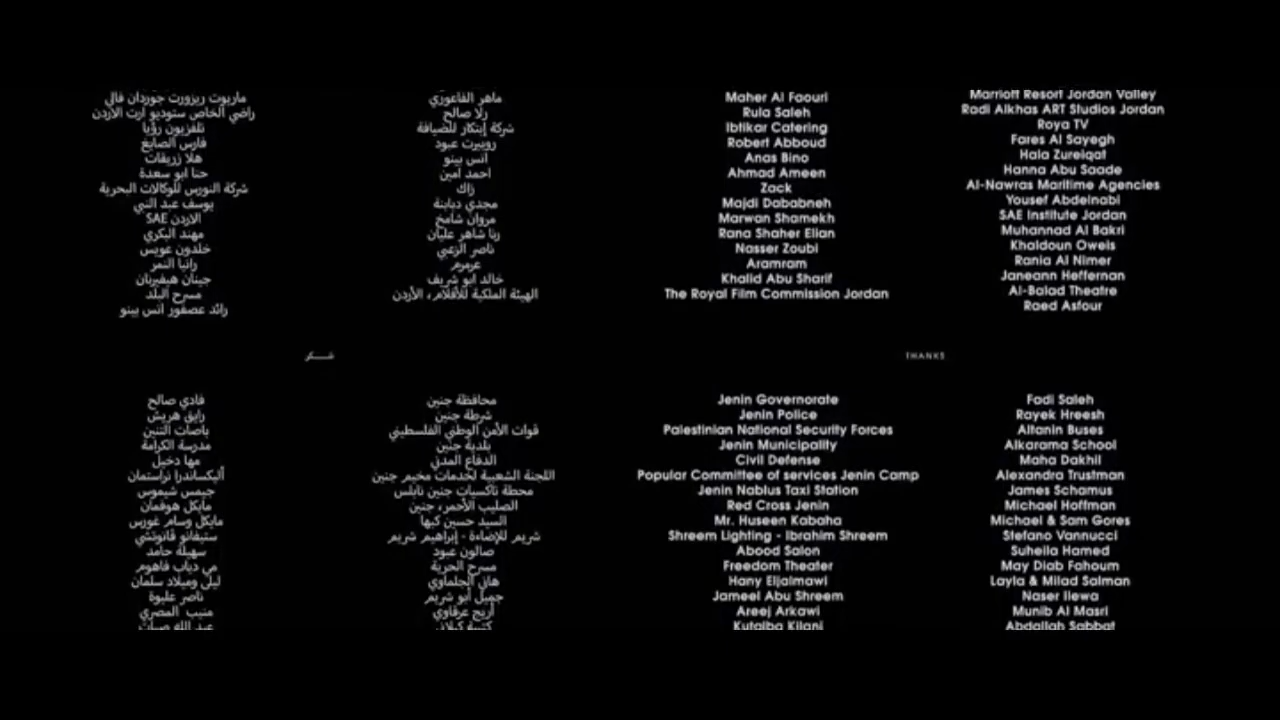 ماريوت ريزورت جوردان فالي
راضي الخاص ستوديو ارت الأردن
تلفزيون رؤيا
فارس الصايغ
هلا زريقات
حنا ابو سعدة
شركة النورس للوكالات البحرية
يوسف عبد النبي
الاردن SAE
مهند البكري
خلدون عويس
رانيا النمر
جينان هيفيرنان
مسرح البلد
رائد عصفور انس بينو
ماهر الفاعوري
رلا صالح
شركة إبتكار للضيافة
روبيرت عبود
انس بينو
احمد امين
زاك
مجدي دبابنة
مروان شامخ
رنا شاهر عليان
ناصر الزعبي
عرمرم
خالد ابو شريف
الهيئة الملكية للأفلام، الأردن
Maher Al Faouri
Rula Saleh
Ibtikar Catering
Robert Abboud
Anas Bino
Ahmad Ameen
Zack
Majdi Dababneh
Marwan Shamekh
Rana Shaher Elian
Nasser Zoubi
Aramram
Khalid Abu Sharif
The Royal Film Commission Jordan
Marriott Resort Jordan Valley
Radi Alkhas ART Studios Jordan
Roya TV
Fares Al Sayegh
Hala Zureiqat
Hanna Abu Saade
Al-Nawras Maritime Agencies
Yousef Abdelnabi
SAE Institute Jordan
Muhannad Al Bakri
Khaldoun Oweis
Rania Al Nimer
Janeann Heffernan
Al-Balad Theatre
Raed Asfour
شـــكر
THANKS
فادي صالح
رايق هريش
باصات التنين
مدرسة الكرامة
مها دخيل
أليكساندرا تراستمان
جيمس شيموس
مايكل هوفمان
مايكل وسام غورس
ستيفانو ڤانوتشي
سهيلة حامد
مي دياب فاهوم
ليلى وميلاد سلمان
ناصر عليوة
منيب المصري
عبد الله صباح
محافظة جنين
شرطة جنين
قوات الأمن الوطني الفلسطيني
بلدية جنين
الدفاع المدني
اللجنة الشعبية لخدمات مخيم جنين
محطة تاكسيات جنين نابلس
الصليب الأحمر، جنين
السيد حسين كبها
شريم للإضاءة - إبراهيم شريم
صالون عبود
مسرح الحرية
هاني الجلماوي
جميل أبو شريم
أريج عرقاوي
كتيبة كيلاني
Jenin Governorate
Jenin Police
Palestinian National Security Forces
Jenin Municipality
Civil Defense
Popular Committee of services Jenin Camp
Jenin Nablus Taxi Station
Red Cross Jenin
Mr. Huseen Kabaha
Shreem Lighting - Ibrahim Shreem
Abood Salon
Freedom Theater
Hany Eljalmawi
Jameel Abu Shreem
Areej Arkawi
Kutaiba Kilani
Fadi Saleh
Rayek Hreesh
Altanin Buses
Alkarama School
Maha Dakhil
Alexandra Trustman
James Schamus
Michael Hoffman
Michael & Sam Gores
Stefano Vannucci
Suheila Hamed
May Diab Fahoum
Layla & Milad Salman
Naser Ilewa
Munib Al Masri
Abdallah Sabbat